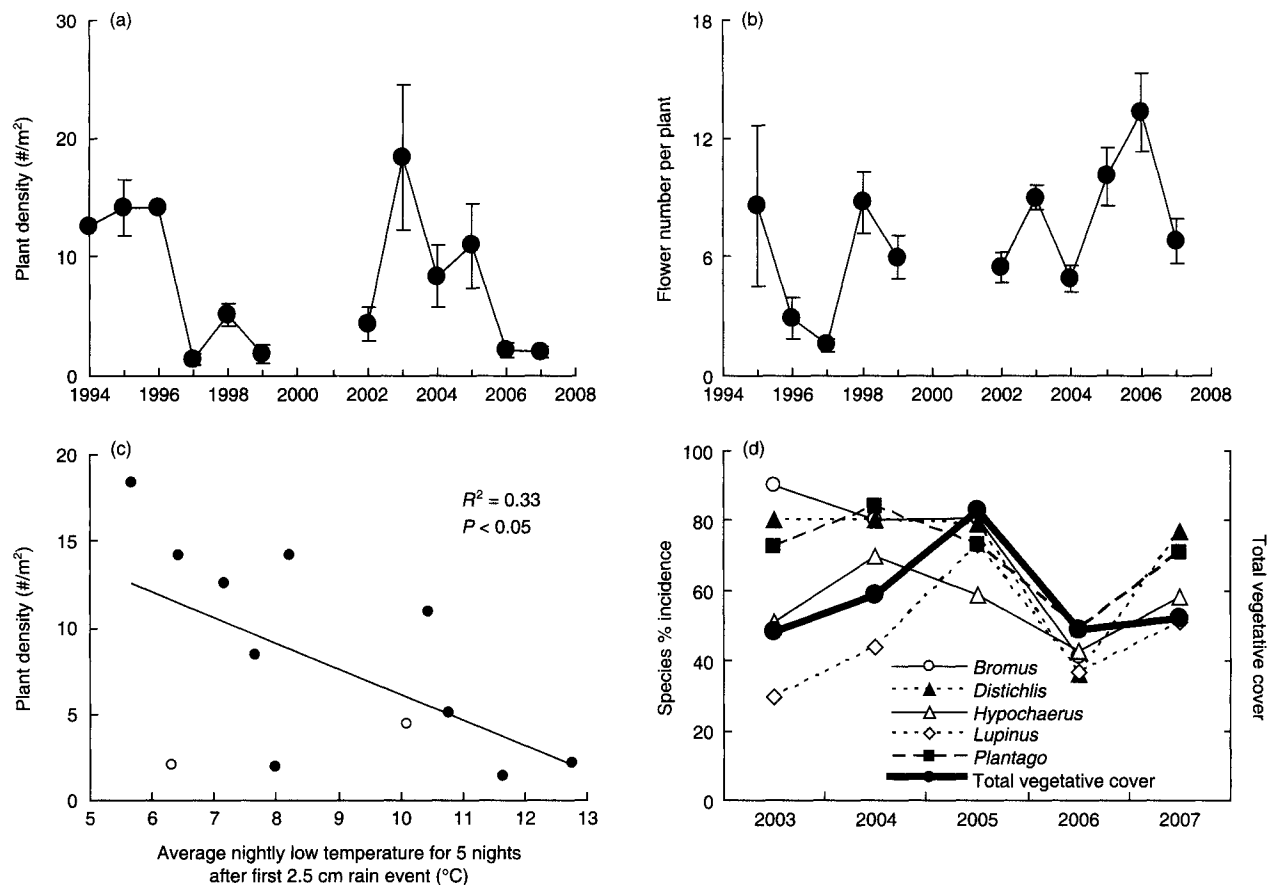 (a)
Plant density (#/m²)
30
20
10
0
1994 1996 1998 2000 2002 2004 2006 2008
(b)
Flower number per plant
18
12
6
0
1994 1996 1998 2000 2002 2004 2006 2008
(c)
Plant density (#/m²)
20
15
10
5
0
R² = 0.33
P < 0.05
5 6 7 8 9 10 11 12 13
Average nightly low temperature for 5 nights
after first 2.5 cm rain event (°C)
(d)
Species % incidence
100
80
60
40
20
0
Bromus
Distichlis
Hypochaerus
Lupinus
Plantago
Total vegetative cover
2003 2004 2005 2006 2007
Total vegetative
cover